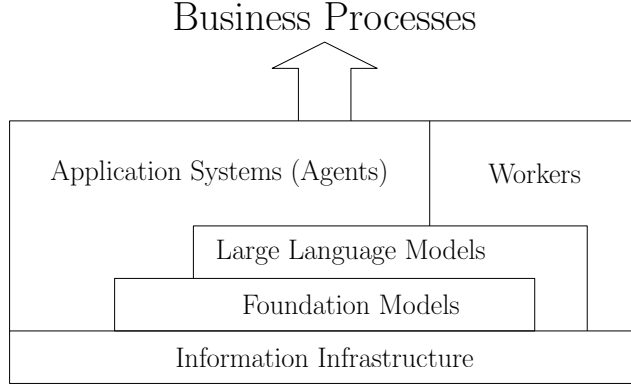 Business Processes
Application Systems (Agents)
Workers
Large Language Models
Foundation Models
Information Infrastructure